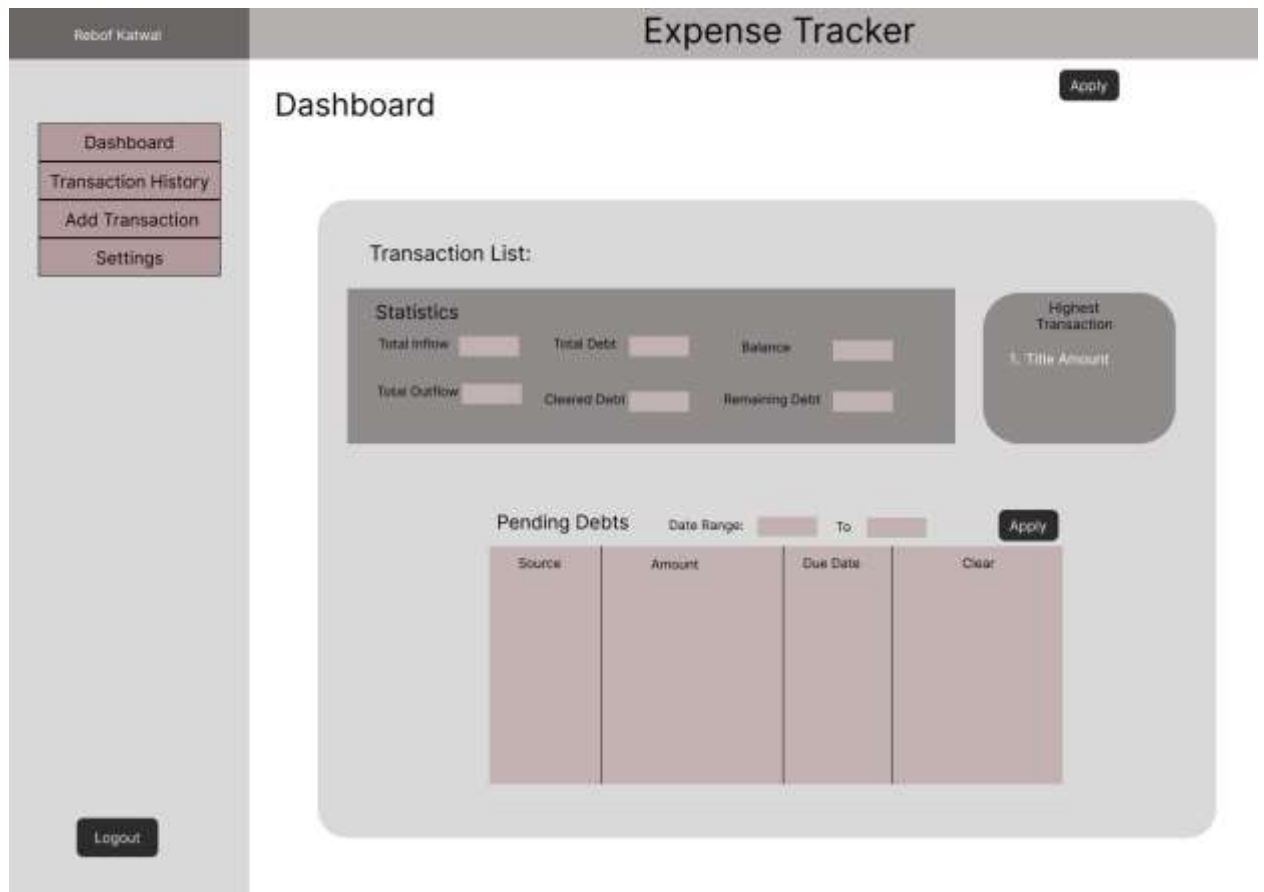 Rebof Katwal
Expense Tracker
Dashboard
Apply
Dashboard
Transaction History
Add Transaction
Settings
Transaction List:
Statistics
Total Inflow Total Debt Balance
Total Outflow Cleared Debt Remaining Debt
Highest
Transaction
1. Title Amount
Pending Debts Date Range: To Apply
Source Amount Due Date Clear
Logout